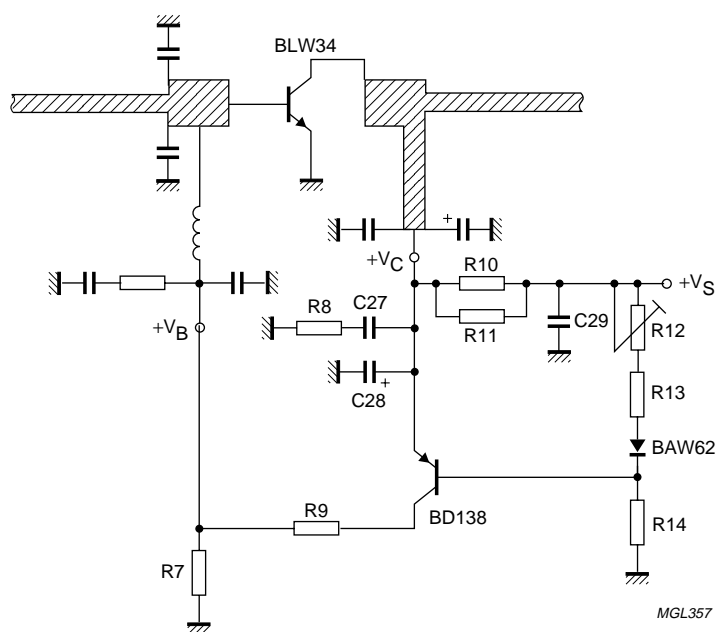 BLW34
+
+VC
R10
+VS
R8
C27
R11
C29
R12
+VB
C28
+
R13
BAW62
BD138
R9
R14
R7
MGL357